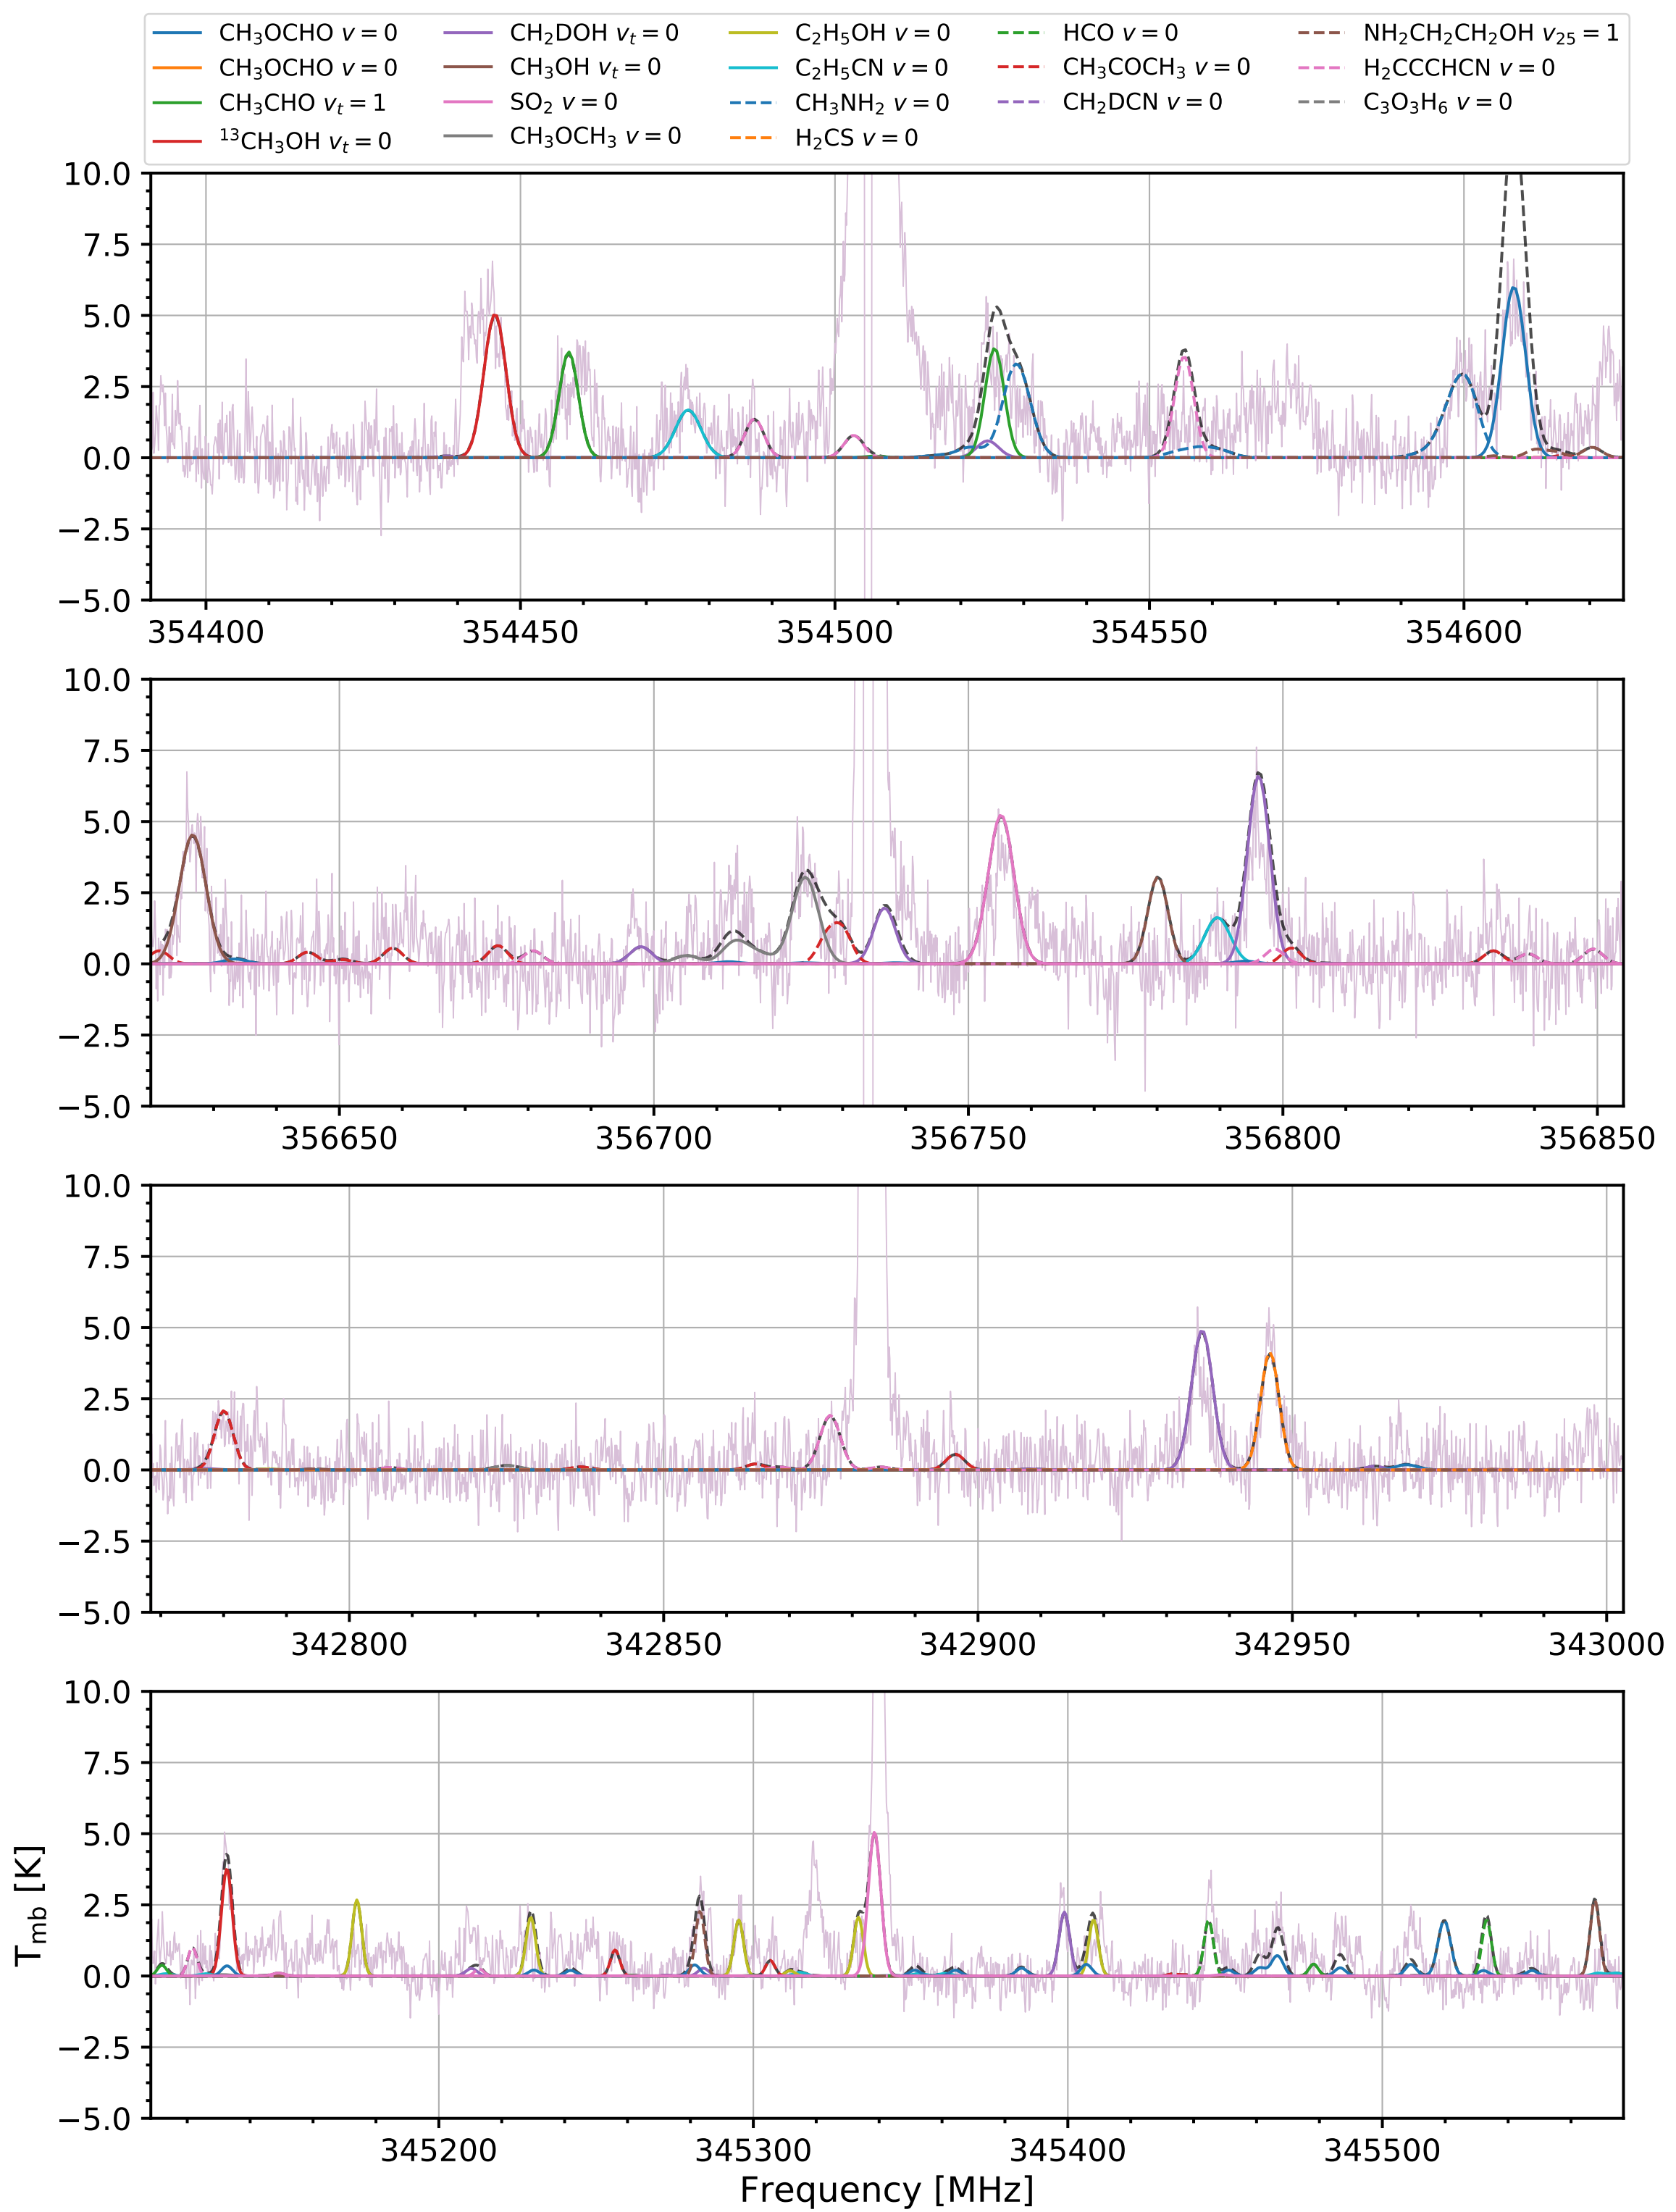 CH₃OCHO v = 0 CH₂DOH vₜ = 0 C₂H₅OH v = 0 HCO v = 0 NH₂CH₂CH₂OH v₂₅ = 1
CH₃OCHO v = 0 CH₃OH vₜ = 0 C₂H₅CN v = 0 CH₃COCH₃ v = 0 H₂CCCHCN v = 0
CH₃CHO vₜ = 1 SO₂ v = 0 CH₃NH₂ v = 0 CH₂DCN v = 0 C₃O₃H₆ v = 0
¹³CH₃OH vₜ = 0 CH₃OCH₃ v = 0 H₂CS v = 0
10.0
7.5
5.0
2.5
0.0
−2.5
−5.0
354400 354450 354500 354550 354600
10.0
7.5
5.0
2.5
0.0
−2.5
−5.0
356650 356700 356750 356800 356850
10.0
7.5
5.0
2.5
0.0
−2.5
−5.0
342800 342850 342900 342950 343000
10.0
7.5
5.0
2.5
0.0
−2.5
−5.0
345200 345300 345400 345500
T_mb [K]
Frequency [MHz]